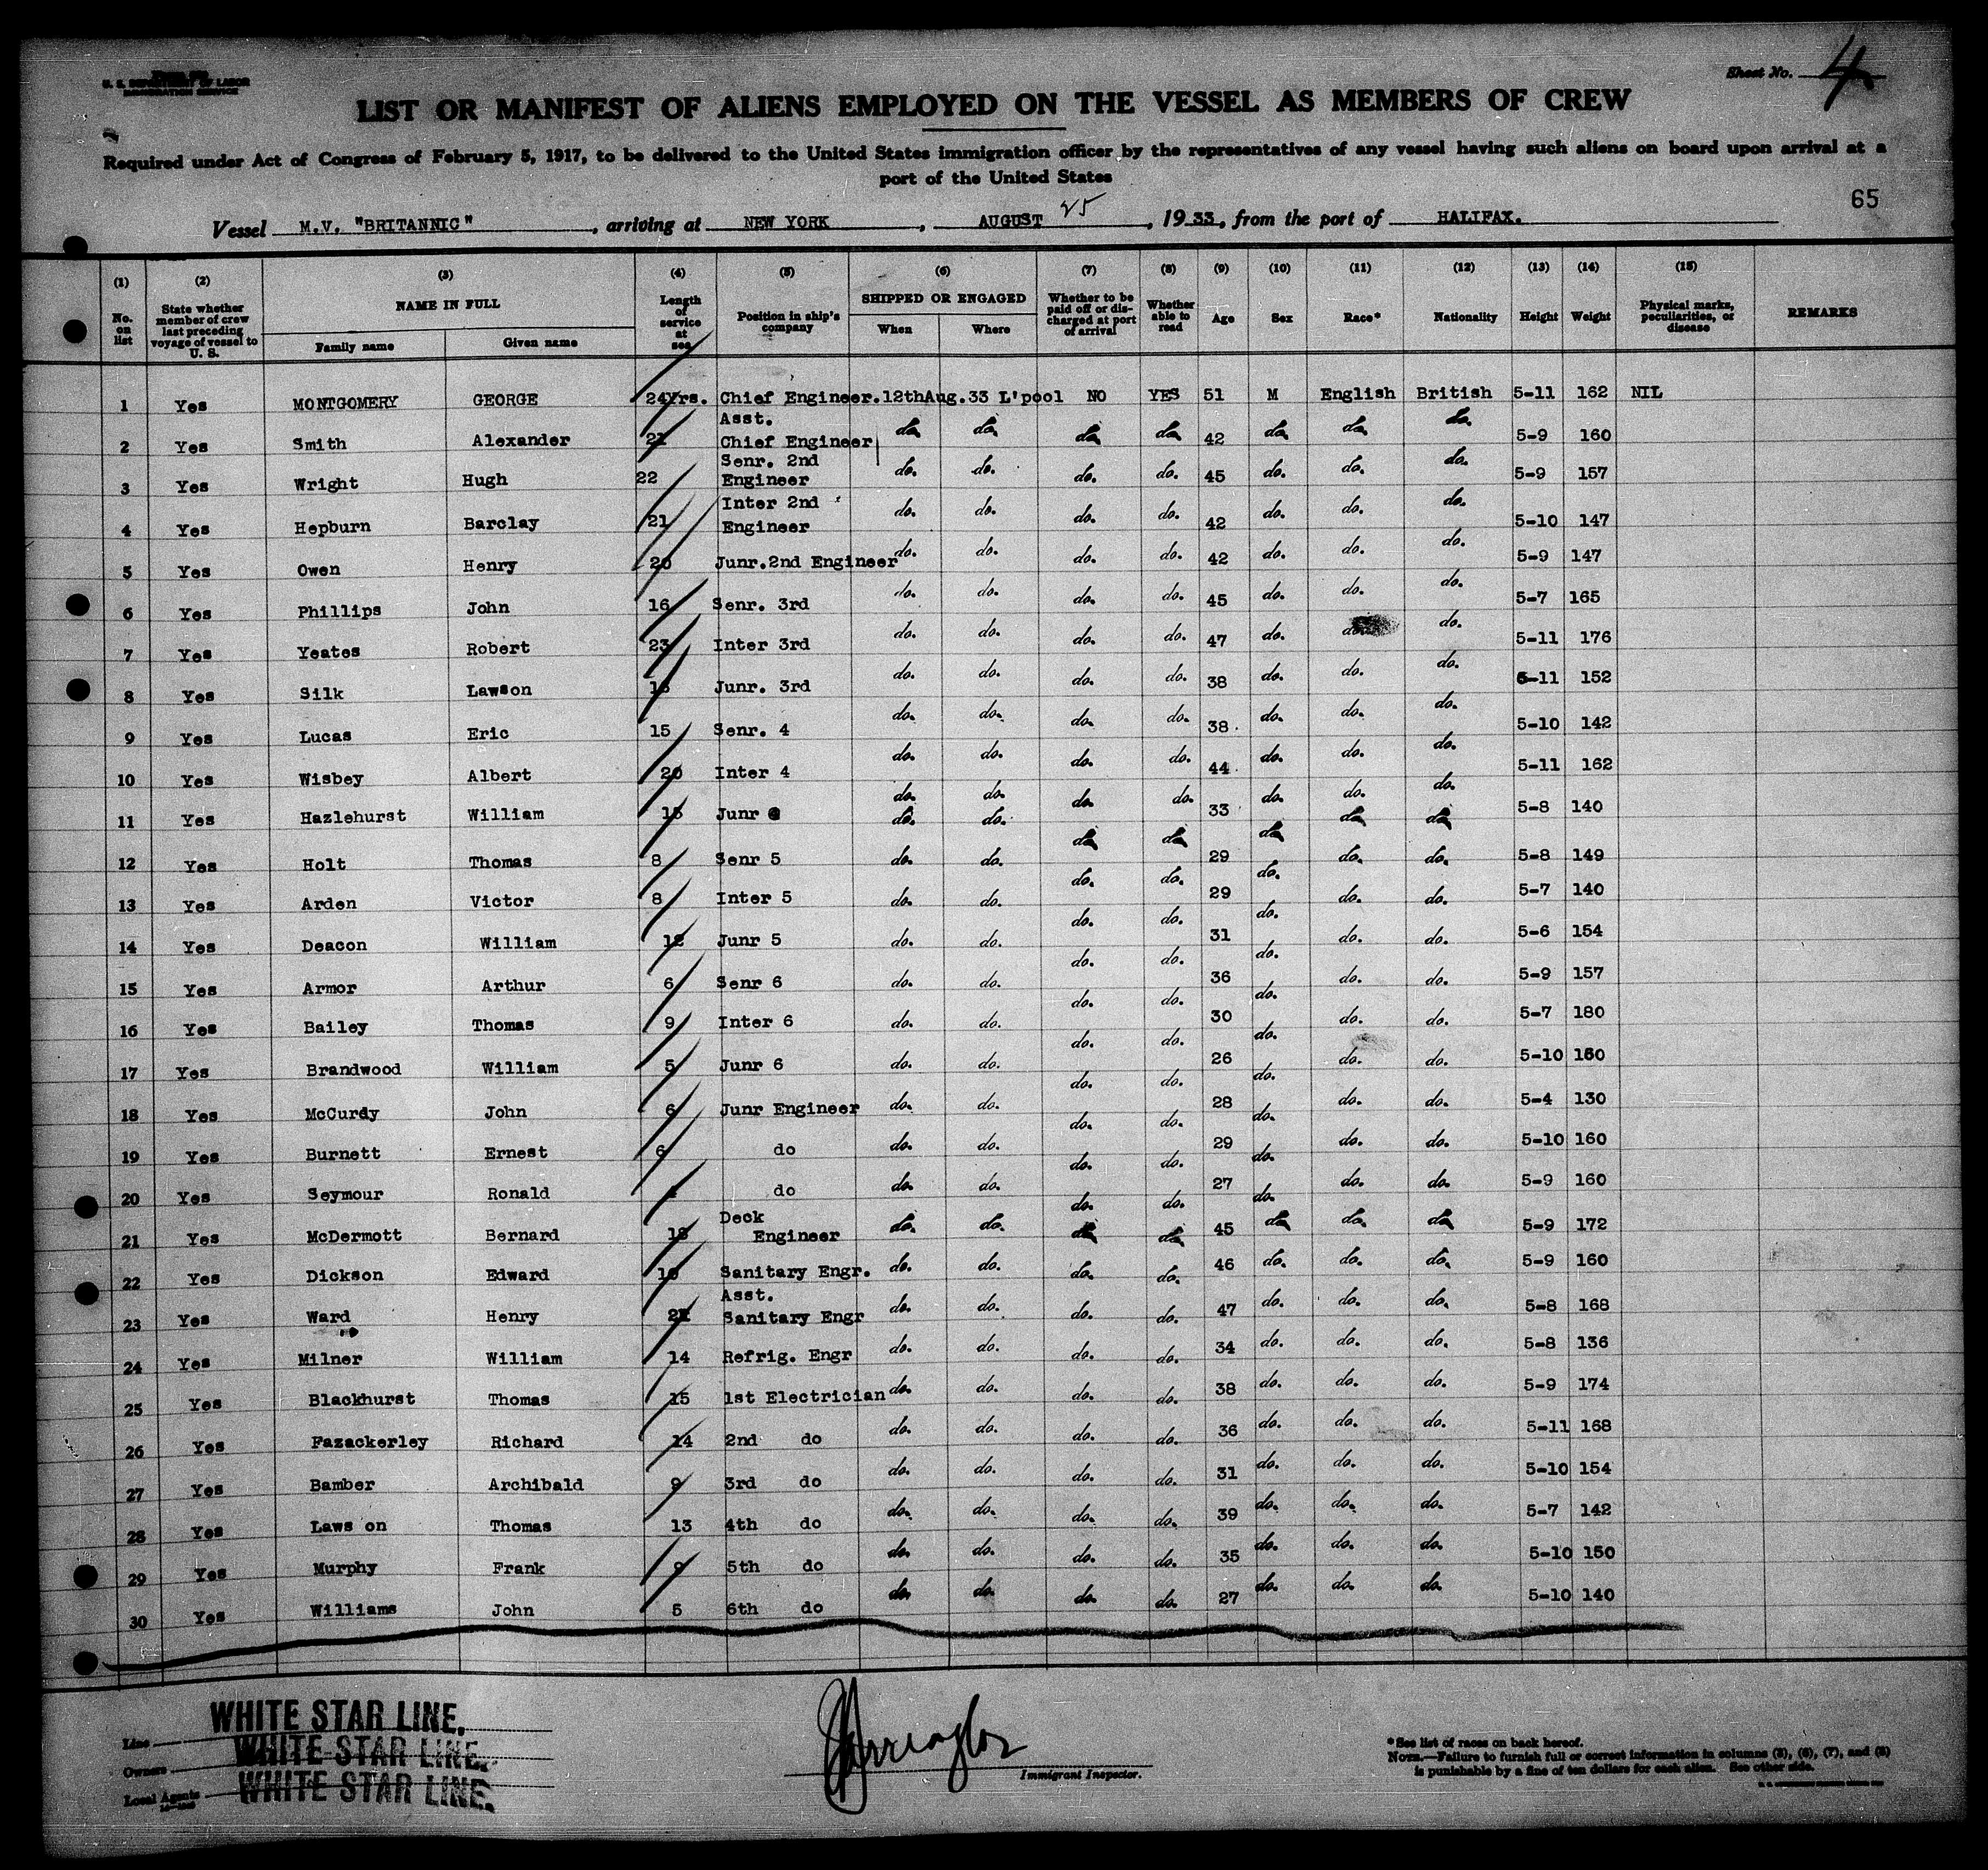 U. S. DEPARTMENT OF LABOR
IMMIGRATION SERVICE
Sheet No. 4
LIST OR MANIFEST OF ALIENS EMPLOYED ON THE VESSEL AS MEMBERS OF CREW
Required under Act of Congress of February 5, 1917, to be delivered to the United States immigration officer by the representatives of any vessel having such aliens on board upon arrival at a
port of the United States
65
Vessel M.V. "BRITANNIC", arriving at NEW YORK, AUGUST 25, 1933, from the port of HALIFAX.
(1) (2) (3) (4) (5) (6) (7) (8) (9) (10) (11) (12) (13) (14) (15)
No. on list | State whether member of crew last preceding voyage of vessel to U. S. | NAME IN FULL Family name Given name | Length of service at sea | Position in ship's company | SHIPPED OR ENGAGED When Where | Whether to be paid off or discharged at port of arrival | Whether able to read | Age | Sex | Race* | Nationality | Height | Weight | Physical marks, peculiarities, or disease | REMARKS
1 Yes MONTGOMERY GEORGE 24Yrs. Chief Engineer. 12thAug.33 L'pool NO YES 51 M English British 5-11 162 NIL
2 Yes Smith Alexander 21 Asst. Chief Engineer do. do. do. do. 42 do. do. do. 5-9 160
3 Yes Wright Hugh 22 Senr. 2nd Engineer do. do. do. do. 45 do. do. do. 5-9 157
4 Yes Hepburn Barclay 21 Inter 2nd Engineer do. do. do. do. 42 do. do. do. 5-10 147
5 Yes Owen Henry 20 Junr.2nd Engineer do. do. do. do. 42 do. do. do. 5-9 147
6 Yes Phillips John 16 Senr. 3rd do. do. do. do. 45 do. do. do. 5-7 165
7 Yes Yeates Robert 23 Inter 3rd do. do. do. do. 47 do. do. do. 5-11 176
8 Yes Silk Lawson Junr. 3rd do. do. do. do. 38 do. do. do. 5-11 152
9 Yes Lucas Eric 15 Senr. 4 do. do. do. do. 38 do. do. do. 5-10 142
10 Yes Wisbey Albert 20 Inter 4 do. do. do. do. 44 do. do. do. 5-11 162
11 Yes Hazlehurst William 15 Junr do. do. do. do. 33 do. do. do. 5-8 140
12 Yes Holt Thomas 8 Senr 5 do. do. do. do. 29 do. do. do. 5-8 149
13 Yes Arden Victor 8 Inter 5 do. do. do. do. 29 do. do. do. 5-7 140
14 Yes Deacon William 12 Junr 5 do. do. do. do. 31 do. do. do. 5-6 154
15 Yes Armor Arthur 6 Senr 6 do. do. do. do. 36 do. do. do. 5-9 157
16 Yes Bailey Thomas 9 Inter 6 do. do. do. do. 30 do. do. do. 5-7 180
17 Yes Brandwood William 5 Junr 6 do. do. do. do. 26 do. do. do. 5-10 160
18 Yes McCurdy John 6 Junr Engineer do. do. do. do. 28 do. do. do. 5-4 130
19 Yes Burnett Ernest 6 do do. do. do. do. 29 do. do. do. 5-10 160
20 Yes Seymour Ronald do do. do. do. do. 27 do. do. do. 5-9 160
21 Yes McDermott Bernard 18 Deck Engineer do. do. do. do. 45 do. do. do. 5-9 172
22 Yes Dickson Edward Sanitary Engr. do. do. do. do. 46 do. do. do. 5-9 160
23 Yes Ward Henry Asst. Sanitary Engr do. do. do. do. 47 do. do. do. 5-8 168
24 Yes Milner William 14 Refrig. Engr do. do. do. do. 34 do. do. do. 5-8 136
25 Yes Blackhurst Thomas 15 1st Electrician do. do. do. do. 38 do. do. do. 5-9 174
26 Yes Fazackerley Richard 14 2nd do do. do. do. do. 36 do. do. do. 5-11 168
27 Yes Bamber Archibald 9 3rd do do. do. do. do. 31 do. do. do. 5-10 154
28 Yes Laws on Thomas 13 4th do do. do. do. do. 39 do. do. do. 5-7 142
29 Yes Murphy Frank 9 5th do do. do. do. do. 35 do. do. do. 5-10 150
30 Yes Williams John 5 6th do do. do. do. do. 27 do. do. do. 5-10 140
Line WHITE STAR LINE.
Owners WHITE STAR LINE.
Local Agents WHITE STAR LINE.
Immigrant Inspector.
*See list of races on back hereof.
NOTE.—Failure to furnish full or correct information in columns (3), (6), (7), and (8)
is punishable by a fine of ten dollars for each alien. See other side.